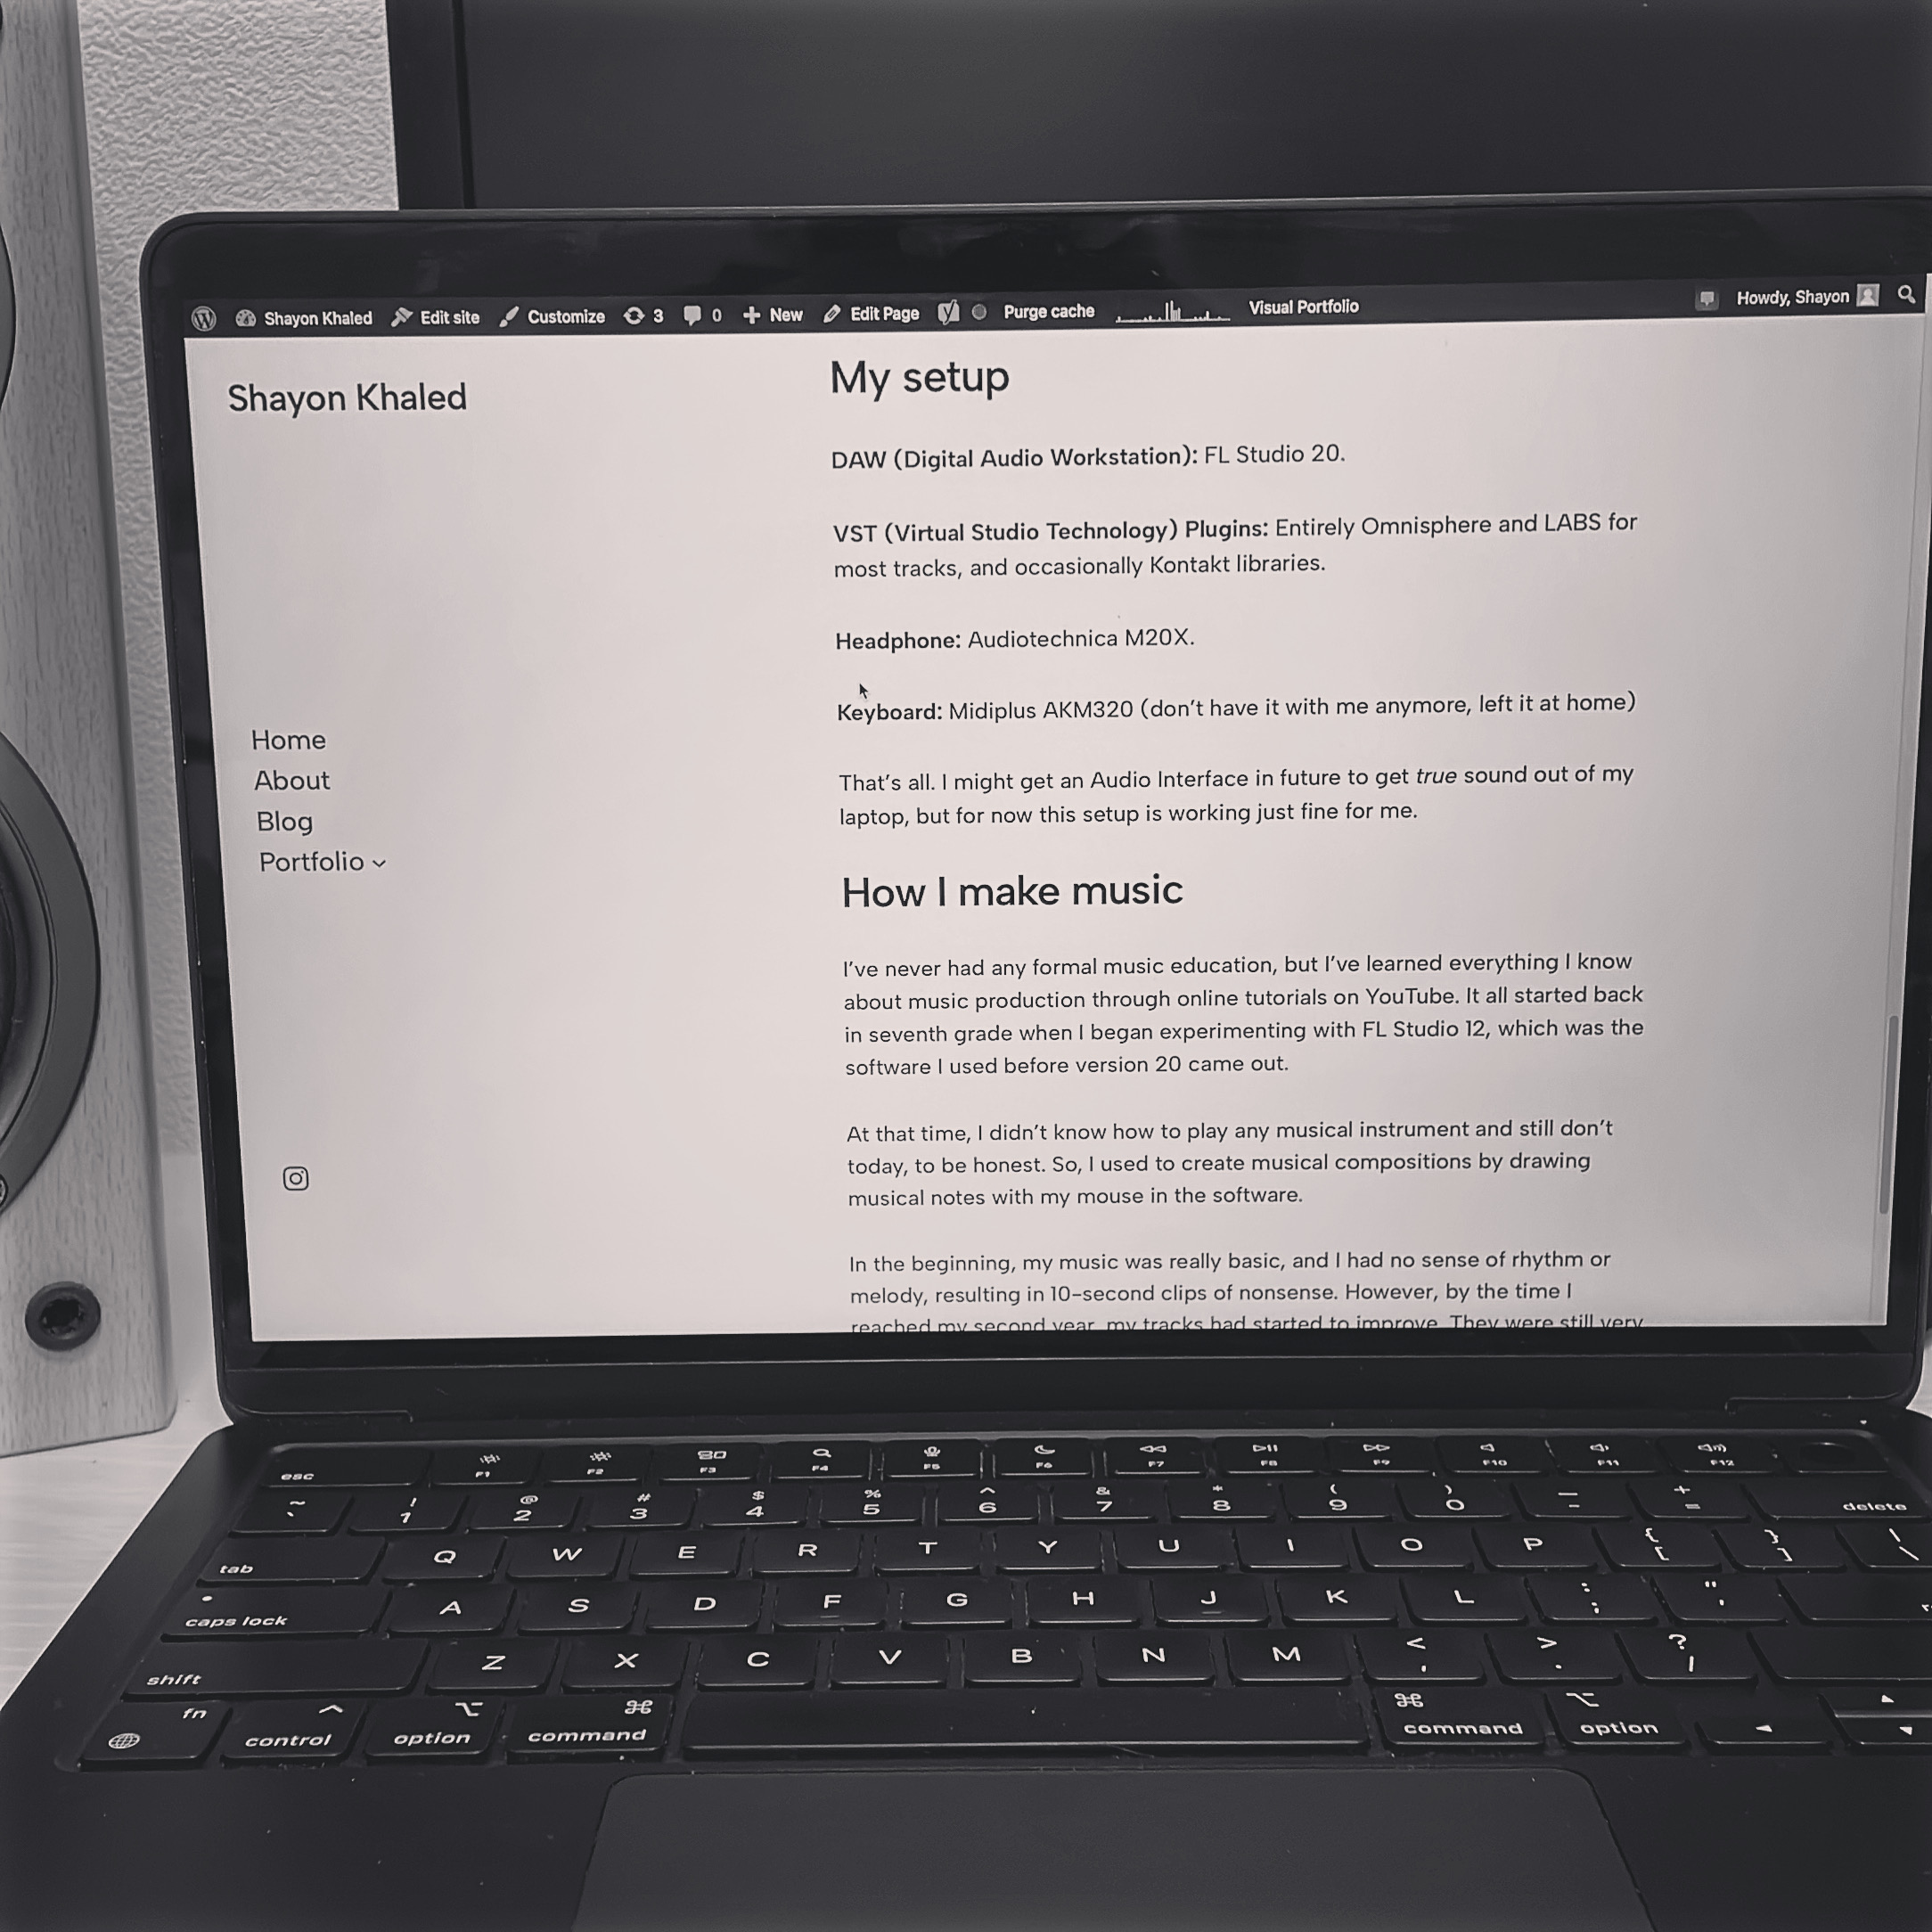 Shayon Khaled Edit site Customize 3 0 + New Edit Page Purge cache Visual Portfolio Howdy, Shayon
Shayon Khaled
Home
About
Blog
Portfolio
My setup
DAW (Digital Audio Workstation): FL Studio 20.
VST (Virtual Studio Technology) Plugins: Entirely Omnisphere and LABS for
most tracks, and occasionally Kontakt libraries.
Headphone: Audiotechnica M20X.
Keyboard: Midiplus AKM320 (don't have it with me anymore, left it at home)
That's all. I might get an Audio Interface in future to get true sound out of my
laptop, but for now this setup is working just fine for me.
How I make music
I've never had any formal music education, but I've learned everything I know
about music production through online tutorials on YouTube. It all started back
in seventh grade when I began experimenting with FL Studio 12, which was the
software I used before version 20 came out.
At that time, I didn't know how to play any musical instrument and still don't
today, to be honest. So, I used to create musical compositions by drawing
musical notes with my mouse in the software.
In the beginning, my music was really basic, and I had no sense of rhythm or
melody, resulting in 10-second clips of nonsense. However, by the time I
reached my second year, my tracks had started to improve. They were still very
esc F1 F2 F3 F4 F5 F6 F7 F8 F9 F10 F11 F12
~ ! @ # $ % ^ & * ( ) — +
` 1 2 3 4 5 6 7 8 9 0 - = delete
tab Q W E R T Y U I O P { [ } ] | \
caps lock A S D F G H J K L : ; " '
shift Z X C V B N M < , > . ? /
fn control option command command option